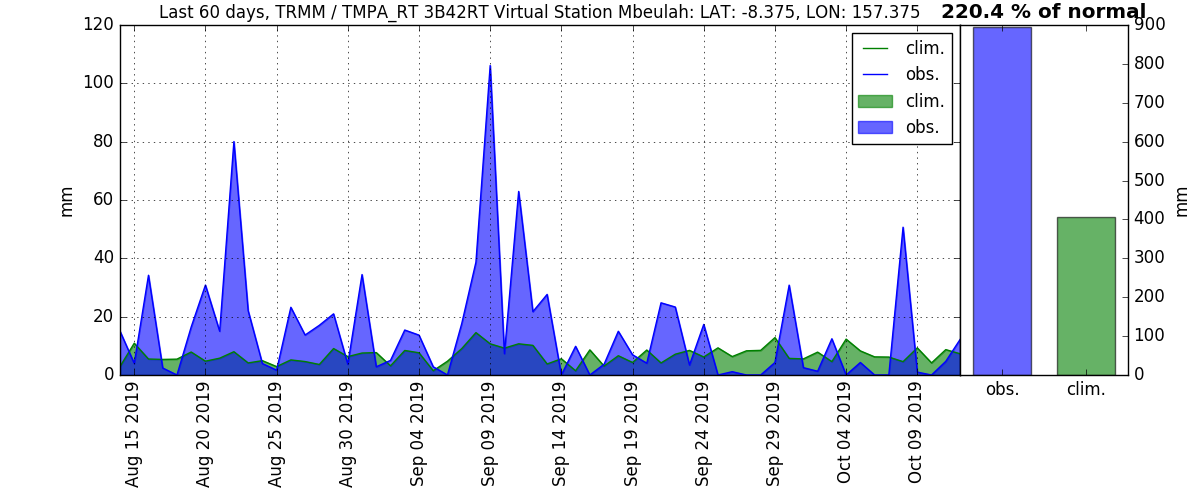 Last 60 days, TRMM / TMPA_RT 3B42RT Virtual Station Mbeulah: LAT: -8.375, LON: 157.375
220.4 % of normal
120
100
80
60
40
20
0
mm
clim.
obs.
clim.
obs.
900
800
700
600
500
400
300
200
100
0
mm
Aug 15 2019
Aug 20 2019
Aug 25 2019
Aug 30 2019
Sep 04 2019
Sep 09 2019
Sep 14 2019
Sep 19 2019
Sep 24 2019
Sep 29 2019
Oct 04 2019
Oct 09 2019
obs.
clim.